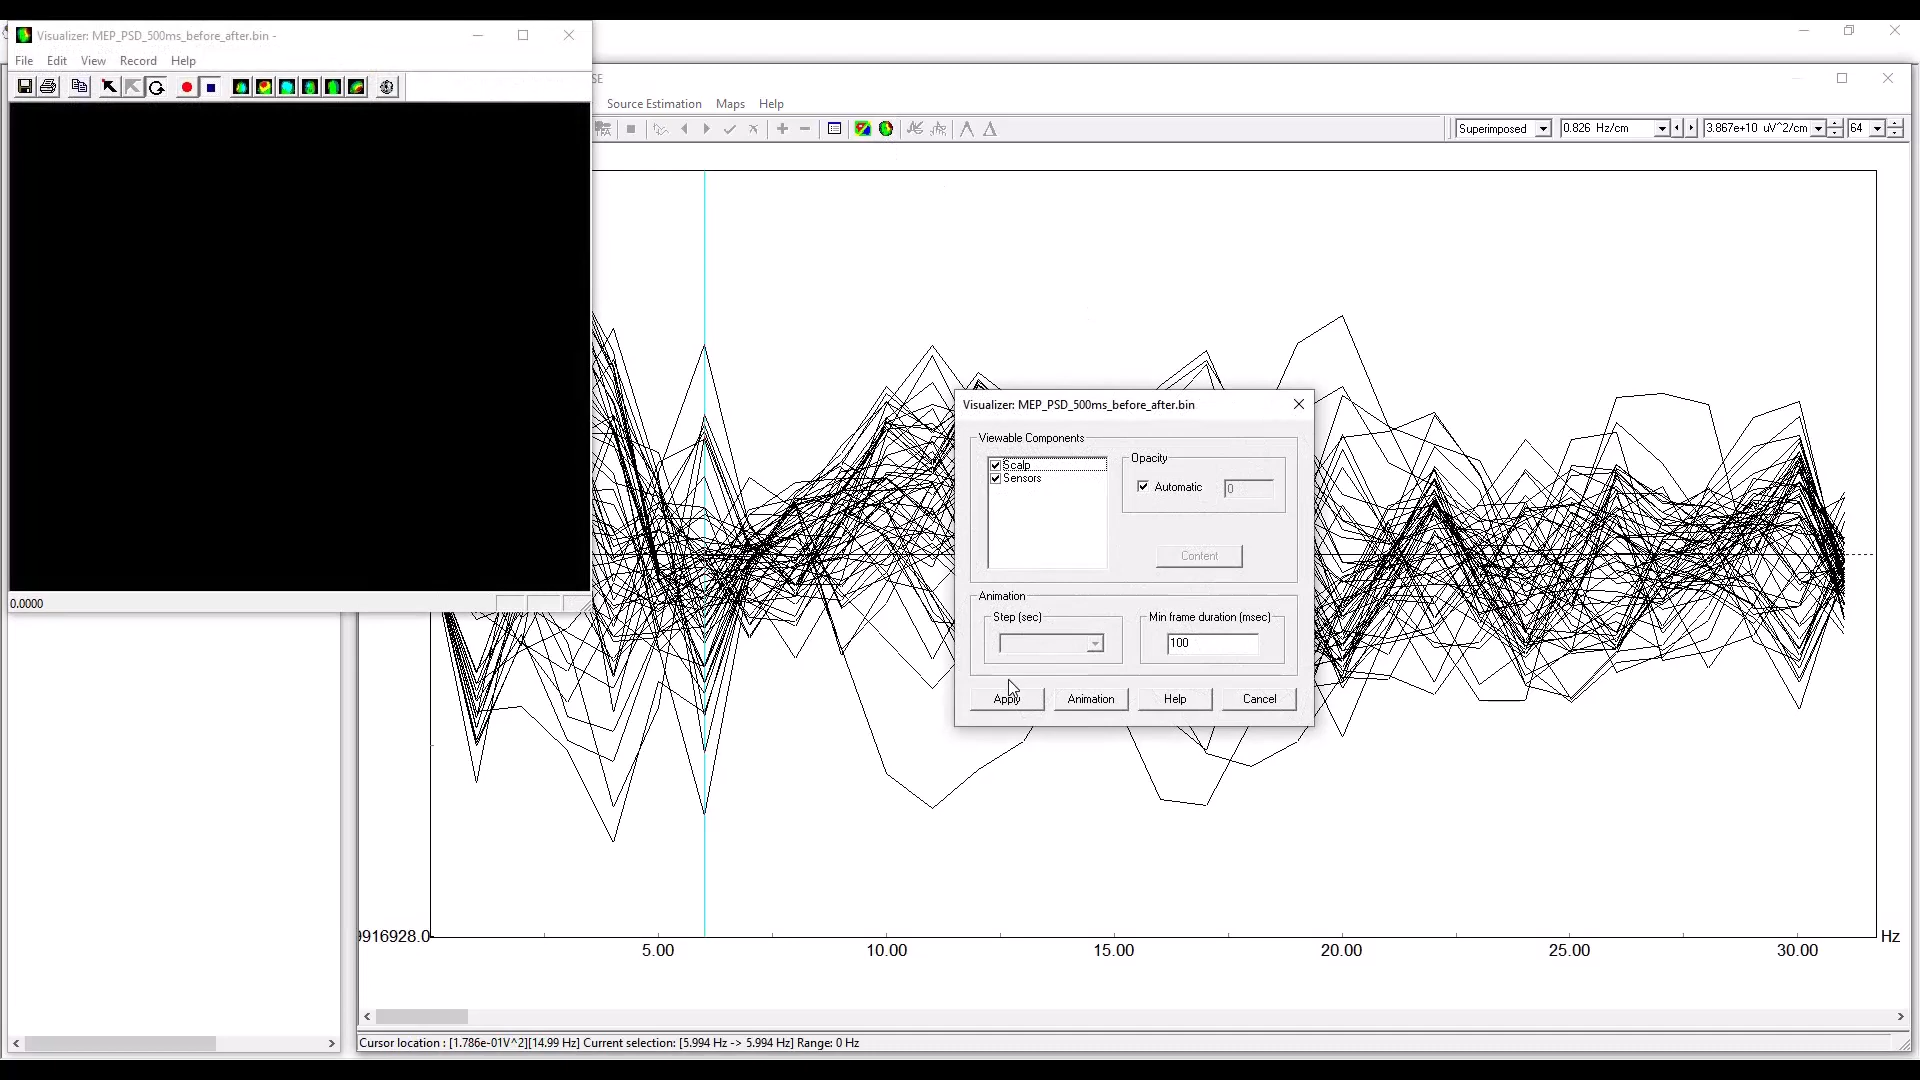 Visualizer: MEP_PSD_500ms_before_after.bin -
File Edit View Record Help
SE
Source Estimation Maps Help
Superimposed 0.826 Hz/cm 3.867e+10 uV^2/cm 64
Visualizer: MEP_PSD_500ms_before_after.bin
Viewable Components
Scalp
Sensors
Opacity
Automatic 0
Content
Animation
Step (sec)
Min frame duration (msec)
100
Apply Animation Help Cancel
0.0000
9916928.0
5.00 10.00 15.00 20.00 25.00 30.00
Hz
Cursor location : [1.786e-01V^2][14.99 Hz] Current selection: [5.994 Hz -> 5.994 Hz] Range: 0 Hz